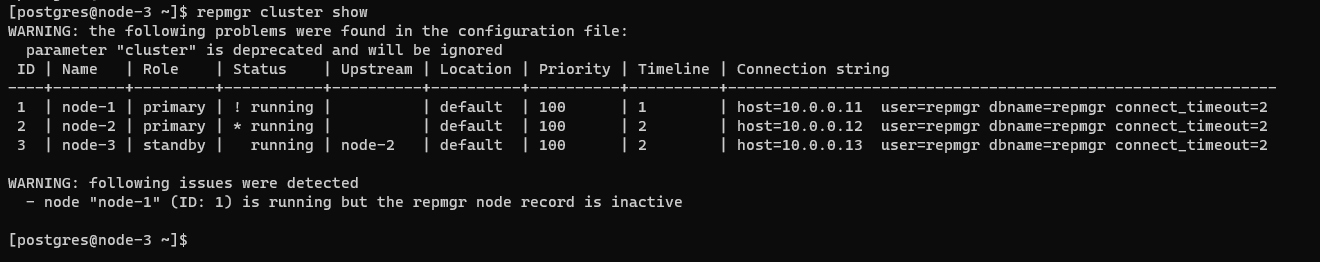 [postgres@node-3 ~]$ repmgr cluster show
WARNING: the following problems were found in the configuration file:
  parameter "cluster" is deprecated and will be ignored
 ID | Name   | Role    | Status    | Upstream | Location | Priority | Timeline | Connection string
----+--------+---------+-----------+----------+----------+----------+----------+-------------------------------------------------------------
 1  | node-1 | primary | ! running |          | default  | 100      | 1        | host=10.0.0.11  user=repmgr dbname=repmgr connect_timeout=2
 2  | node-2 | primary | * running |          | default  | 100      | 2        | host=10.0.0.12  user=repmgr dbname=repmgr connect_timeout=2
 3  | node-3 | standby |   running | node-2   | default  | 100      | 2        | host=10.0.0.13  user=repmgr dbname=repmgr connect_timeout=2

WARNING: following issues were detected
  - node "node-1" (ID: 1) is running but the repmgr node record is inactive

[postgres@node-3 ~]$